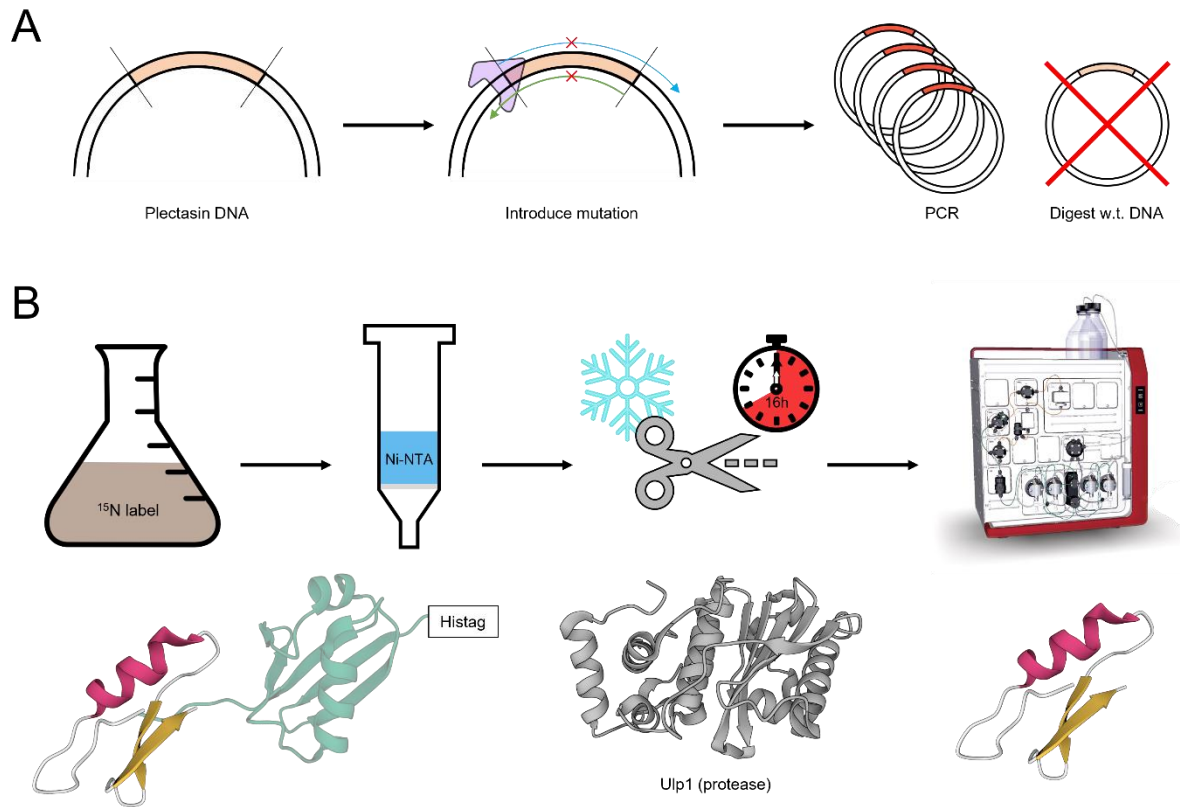 A
Plectasin DNA
Introduce mutation
PCR
Digest w.t. DNA
B
¹⁵N label
Ni-NTA
16h
Histag
Ulp1 (protease)